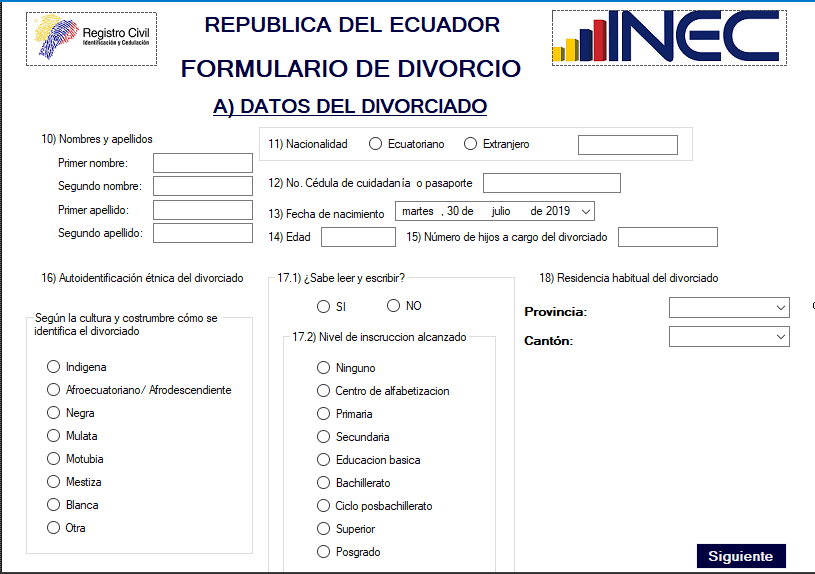 Registro Civil
Identificación y Cedulación
REPUBLICA DEL ECUADOR
INEC
FORMULARIO DE DIVORCIO
A) DATOS DEL DIVORCIADO
10) Nombres y apellidos
Primer nombre:
Segundo nombre:
Primer apellido:
Segundo apellido:
11) Nacionalidad Ecuatoriano Extranjero
12) No. Cédula de cuidadanía o pasaporte
13) Fecha de nacimiento martes , 30 de julio de 2019
14) Edad 15) Número de hijos a cargo del divorciado
16) Autoidentificación étnica del divorciado
Según la cultura y costrumbre cómo se
identifica el divorciado
Indigena
Afroecuatoriano/ Afrodescendiente
Negra
Mulata
Motubia
Mestiza
Blanca
Otra
17.1) ¿Sabe leer y escribir?
SI NO
17.2) Nivel de inscruccion alcanzado
Ninguno
Centro de alfabetizacion
Primaria
Secundaria
Educacion basica
Bachillerato
Ciclo posbachillerato
Superior
Posgrado
18) Residencia habitual del divorciado
Provincia:
Cantón:
Siguiente